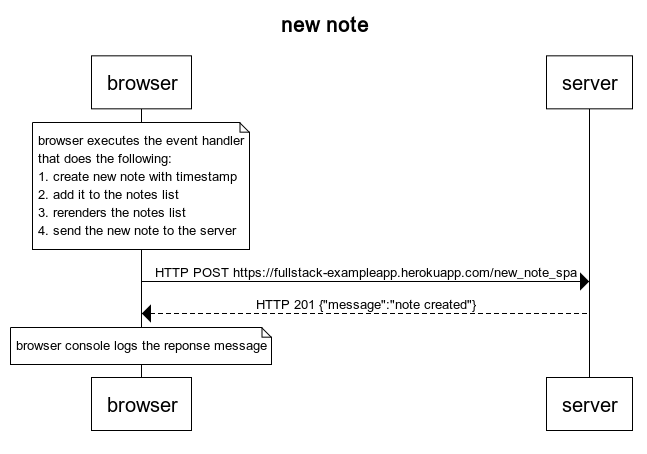 new note
browser
server
browser executes the event handler
that does the following:
1. create new note with timestamp
2. add it to the notes list
3. rerenders the notes list
4. send the new note to the server
HTTP POST https://fullstack-exampleapp.herokuapp.com/new_note_spa
HTTP 201 {"message":"note created"}
browser console logs the reponse message
browser
server